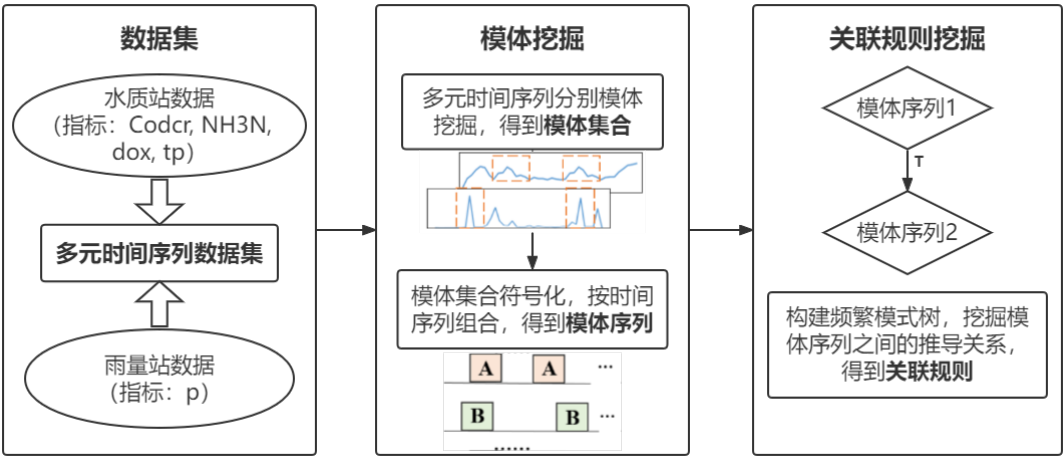 数据集
水质站数据
（指标：Codcr, NH3N,
dox, tp）
多元时间序列数据集
雨量站数据
（指标：p）
模体挖掘
多元时间序列分别模体
挖掘，得到模体集合
模体集合符号化，按时间
序列组合，得到模体序列
A A ...
B B ...
......
关联规则挖掘
模体序列1
T
模体序列2
构建频繁模式树，挖掘模
体序列之间的推导关系，
得到关联规则